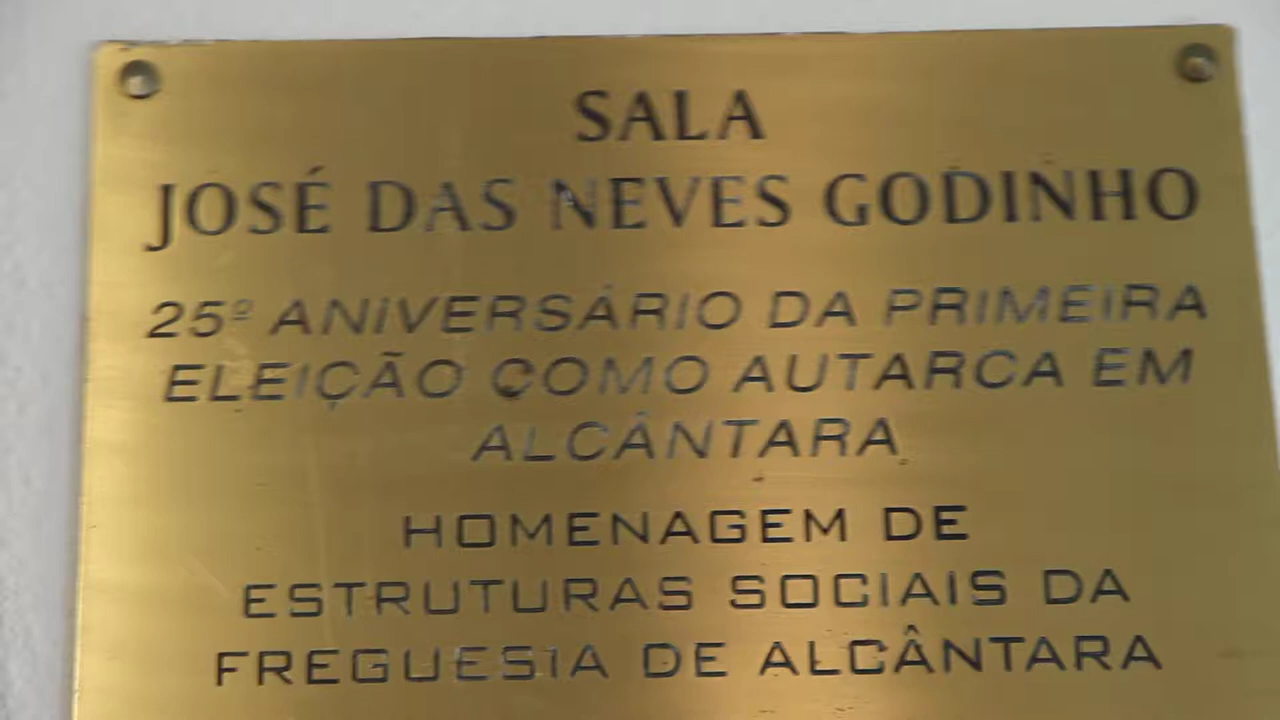 SALA
JOSÉ DAS NEVES GODINHO
25º ANIVERSÁRIO DA PRIMEIRA
ELEIÇÃO COMO AUTARCA EM
ALCÂNTARA
HOMENAGEM DE
ESTRUTURAS SOCIAIS DA
FREGUESIA DE ALCÂNTARA